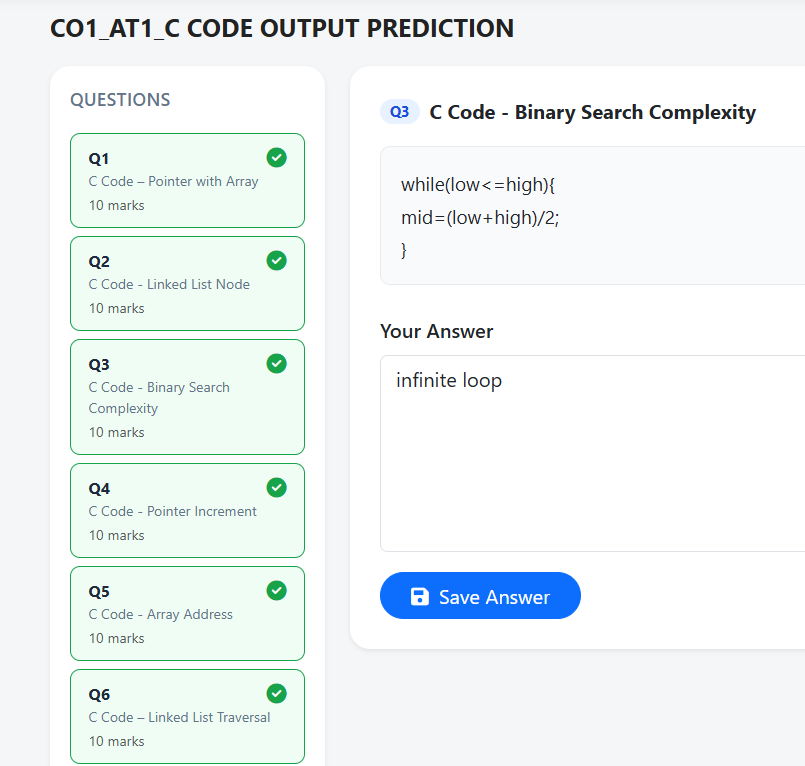 CO1_AT1_C CODE OUTPUT PREDICTION
QUESTIONS
Q1
C Code – Pointer with Array
10 marks
Q2
C Code - Linked List Node
10 marks
Q3
C Code - Binary Search
Complexity
10 marks
Q4
C Code - Pointer Increment
10 marks
Q5
C Code - Array Address
10 marks
Q6
C Code – Linked List Traversal
10 marks
Q3 C Code - Binary Search Complexity
while(low<=high){
mid=(low+high)/2;
}
Your Answer
infinite loop
Save Answer